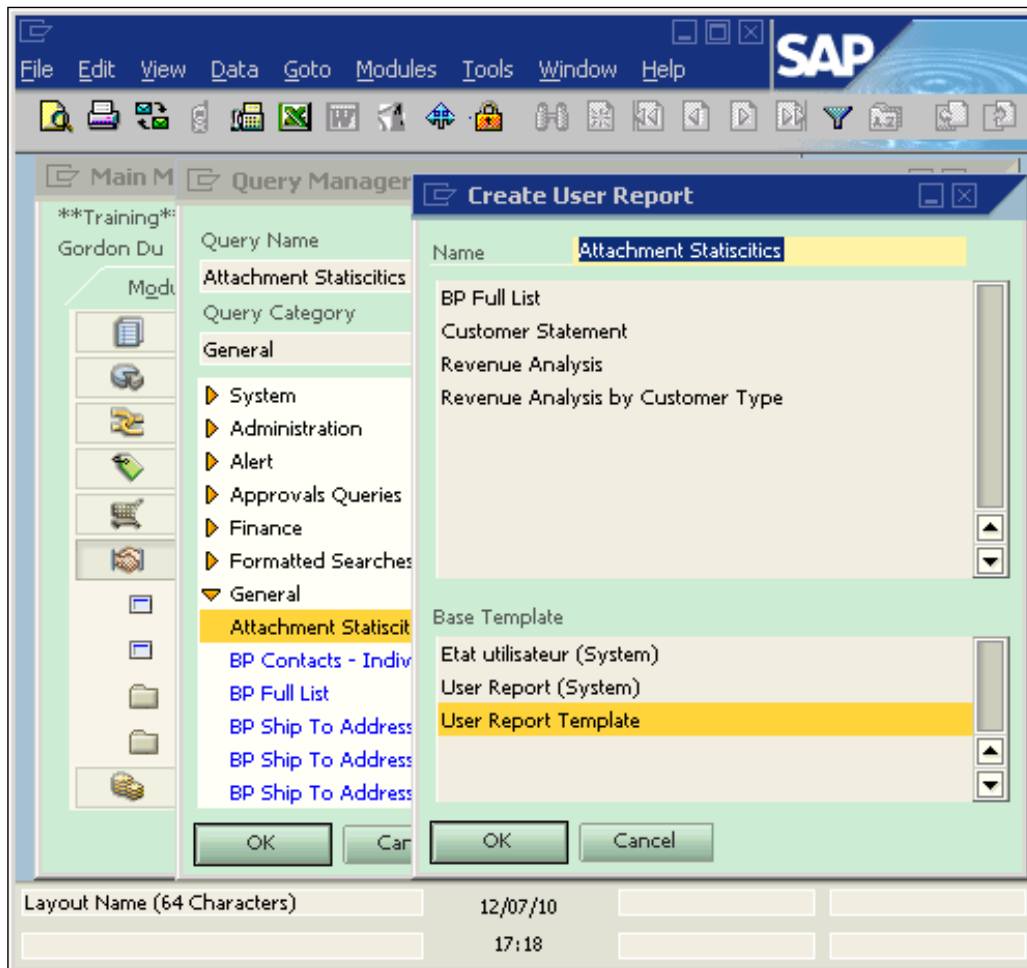 SAP
File Edit View Data Goto Modules Tools Window Help
Main M
Query Manager
Create User Report
**Training**
Gordon Du
Modu
Query Name
Attachment Statiscitics
Query Category
General
System
Administration
Alert
Approvals Queries
Finance
Formatted Searches
General
Attachment Statiscit
BP Contacts - Indiv
BP Full List
BP Ship To Address
BP Ship To Address
BP Ship To Address
OK Can
Name Attachment Statiscitics
BP Full List
Customer Statement
Revenue Analysis
Revenue Analysis by Customer Type
Base Template
Etat utilisateur (System)
User Report (System)
User Report Template
OK Cancel
Layout Name (64 Characters) 12/07/10
17:18